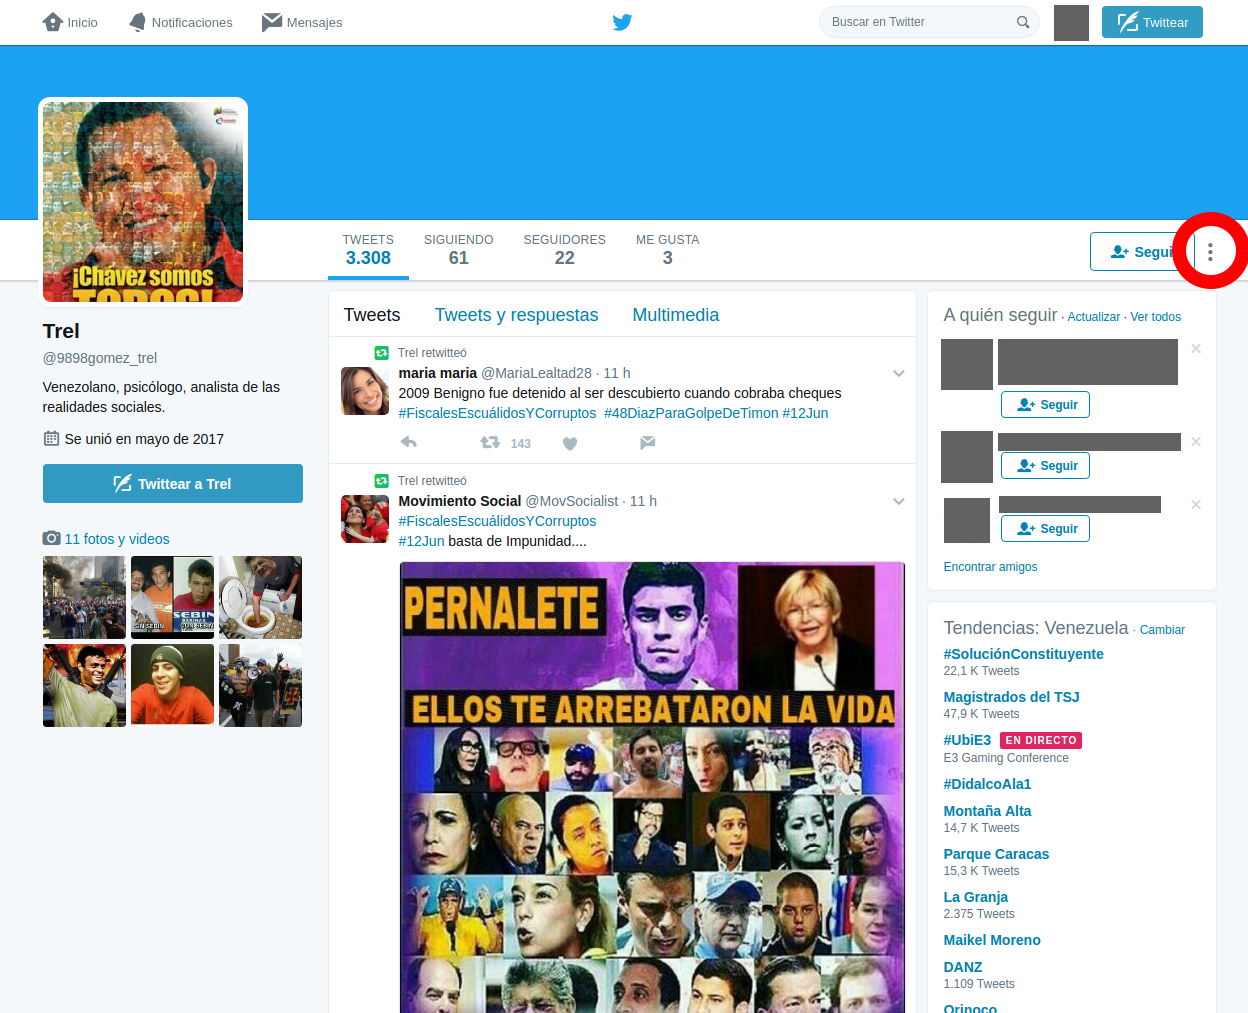 Inicio
Notificaciones
Mensajes
Buscar en Twitter
Twittear
¡Chávez somos
TODOS!
TWEETS
3.308
SIGUIENDO
61
SEGUIDORES
22
ME GUSTA
3
Seguir
Trel
@9898gomez_trel
Venezolano, psicólogo, analista de las
realidades sociales.
Se unió en mayo de 2017
Twittear a Trel
11 fotos y videos
SIN SEBIN
SEBIN
BARINAS
CON SEBIN
Tweets
Tweets y respuestas
Multimedia
Trel retwitteó
maria maria @MariaLealtad28 · 11 h
2009 Benigno fue detenido al ser descubierto cuando cobraba cheques
#FiscalesEscuálidosYCorruptos #48DiazParaGolpeDeTimon #12Jun
143
Trel retwitteó
Movimiento Social @MovSocialist · 11 h
#FiscalesEscuálidosYCorruptos
#12Jun basta de Impunidad....
PERNALETE
ELLOS TE ARREBATARON LA VIDA
A quién seguir · Actualizar · Ver todos
Seguir
Seguir
Seguir
Encontrar amigos
Tendencias: Venezuela · Cambiar
#SoluciónConstituyente
22,1 K Tweets
Magistrados del TSJ
47,9 K Tweets
#UbiE3 EN DIRECTO
E3 Gaming Conference
#DidalcoAla1
Montaña Alta
14,7 K Tweets
Parque Caracas
15,3 K Tweets
La Granja
2.375 Tweets
Maikel Moreno
DANZ
1.109 Tweets
Orinoco